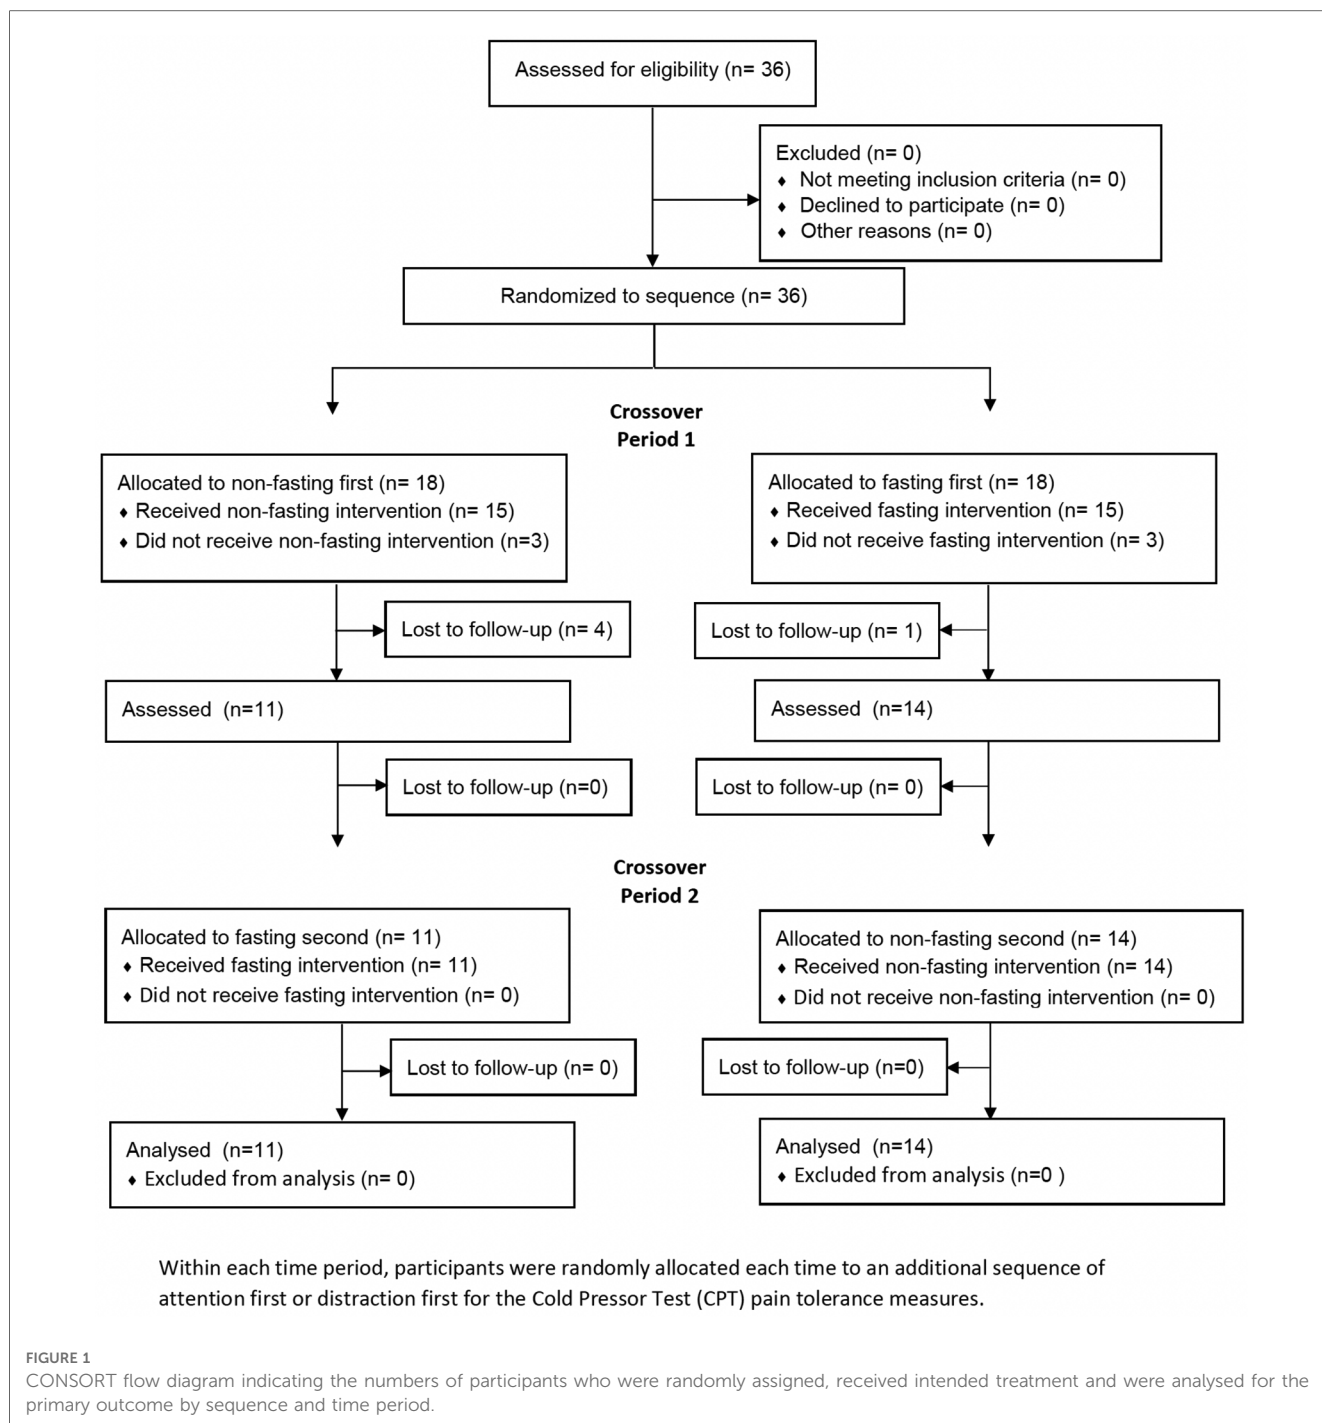 Assessed for eligibility (n= 36)
Excluded (n= 0)
♦ Not meeting inclusion criteria (n= 0)
♦ Declined to participate (n= 0)
♦ Other reasons (n= 0)
Randomized to sequence (n= 36)
Crossover
Period 1
Allocated to non-fasting first (n= 18)
♦ Received non-fasting intervention (n= 15)
♦ Did not receive non-fasting intervention (n=3)
Allocated to fasting first (n= 18)
♦ Received fasting intervention (n= 15)
♦ Did not receive fasting intervention (n= 3)
Lost to follow-up (n= 4)
Lost to follow-up (n= 1)
Assessed (n=11)
Assessed (n=14)
Lost to follow-up (n=0)
Lost to follow-up (n= 0)
Crossover
Period 2
Allocated to fasting second (n= 11)
♦ Received fasting intervention (n= 11)
♦ Did not receive fasting intervention (n= 0)
Allocated to non-fasting second (n= 14)
♦ Received non-fasting intervention (n= 14)
♦ Did not receive non-fasting intervention (n= 0)
Lost to follow-up (n= 0)
Lost to follow-up (n=0)
Analysed (n=11)
♦ Excluded from analysis (n= 0)
Analysed (n=14)
♦ Excluded from analysis (n=0 )
Within each time period, participants were randomly allocated each time to an additional sequence of
attention first or distraction first for the Cold Pressor Test (CPT) pain tolerance measures.
FIGURE 1
CONSORT flow diagram indicating the numbers of participants who were randomly assigned, received intended treatment and were analysed for the
primary outcome by sequence and time period.